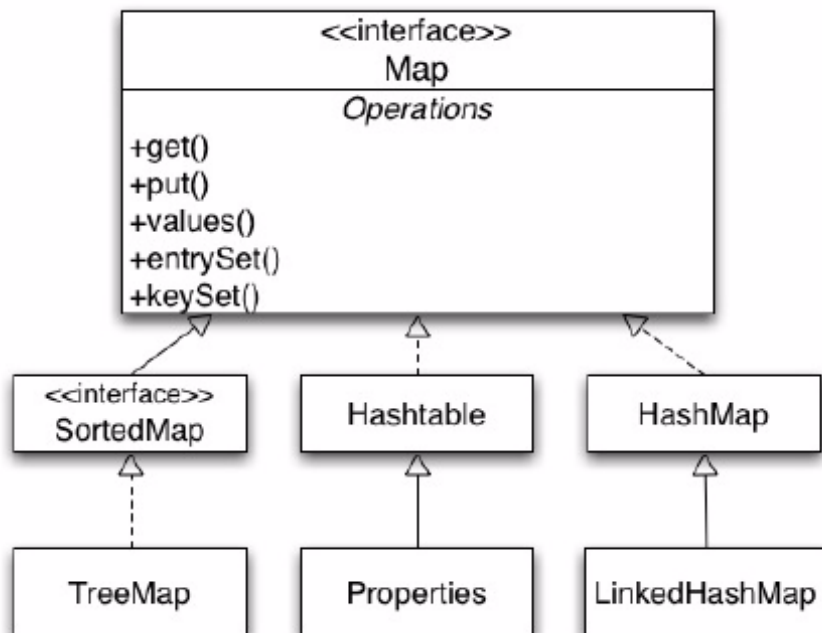 <<interface>>
Map
Operations
+get()
+put()
+values()
+entrySet()
+keySet()
<<interface>>
SortedMap
Hashtable
HashMap
TreeMap
Properties
LinkedHashMap